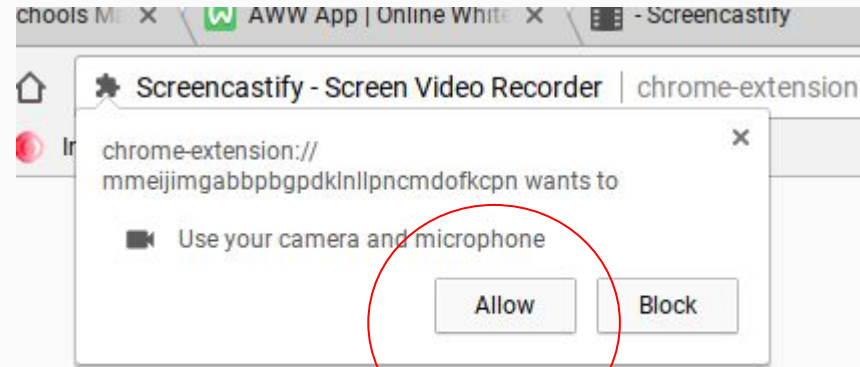 chools M
AWW App | Online White
- Screencastify
Screencastify - Screen Video Recorder | chrome-extension
Ir
chrome-extension://
mmeijimgabbpbgpdklnllpncmdofkcpn wants to
Use your camera and microphone
Allow
Block